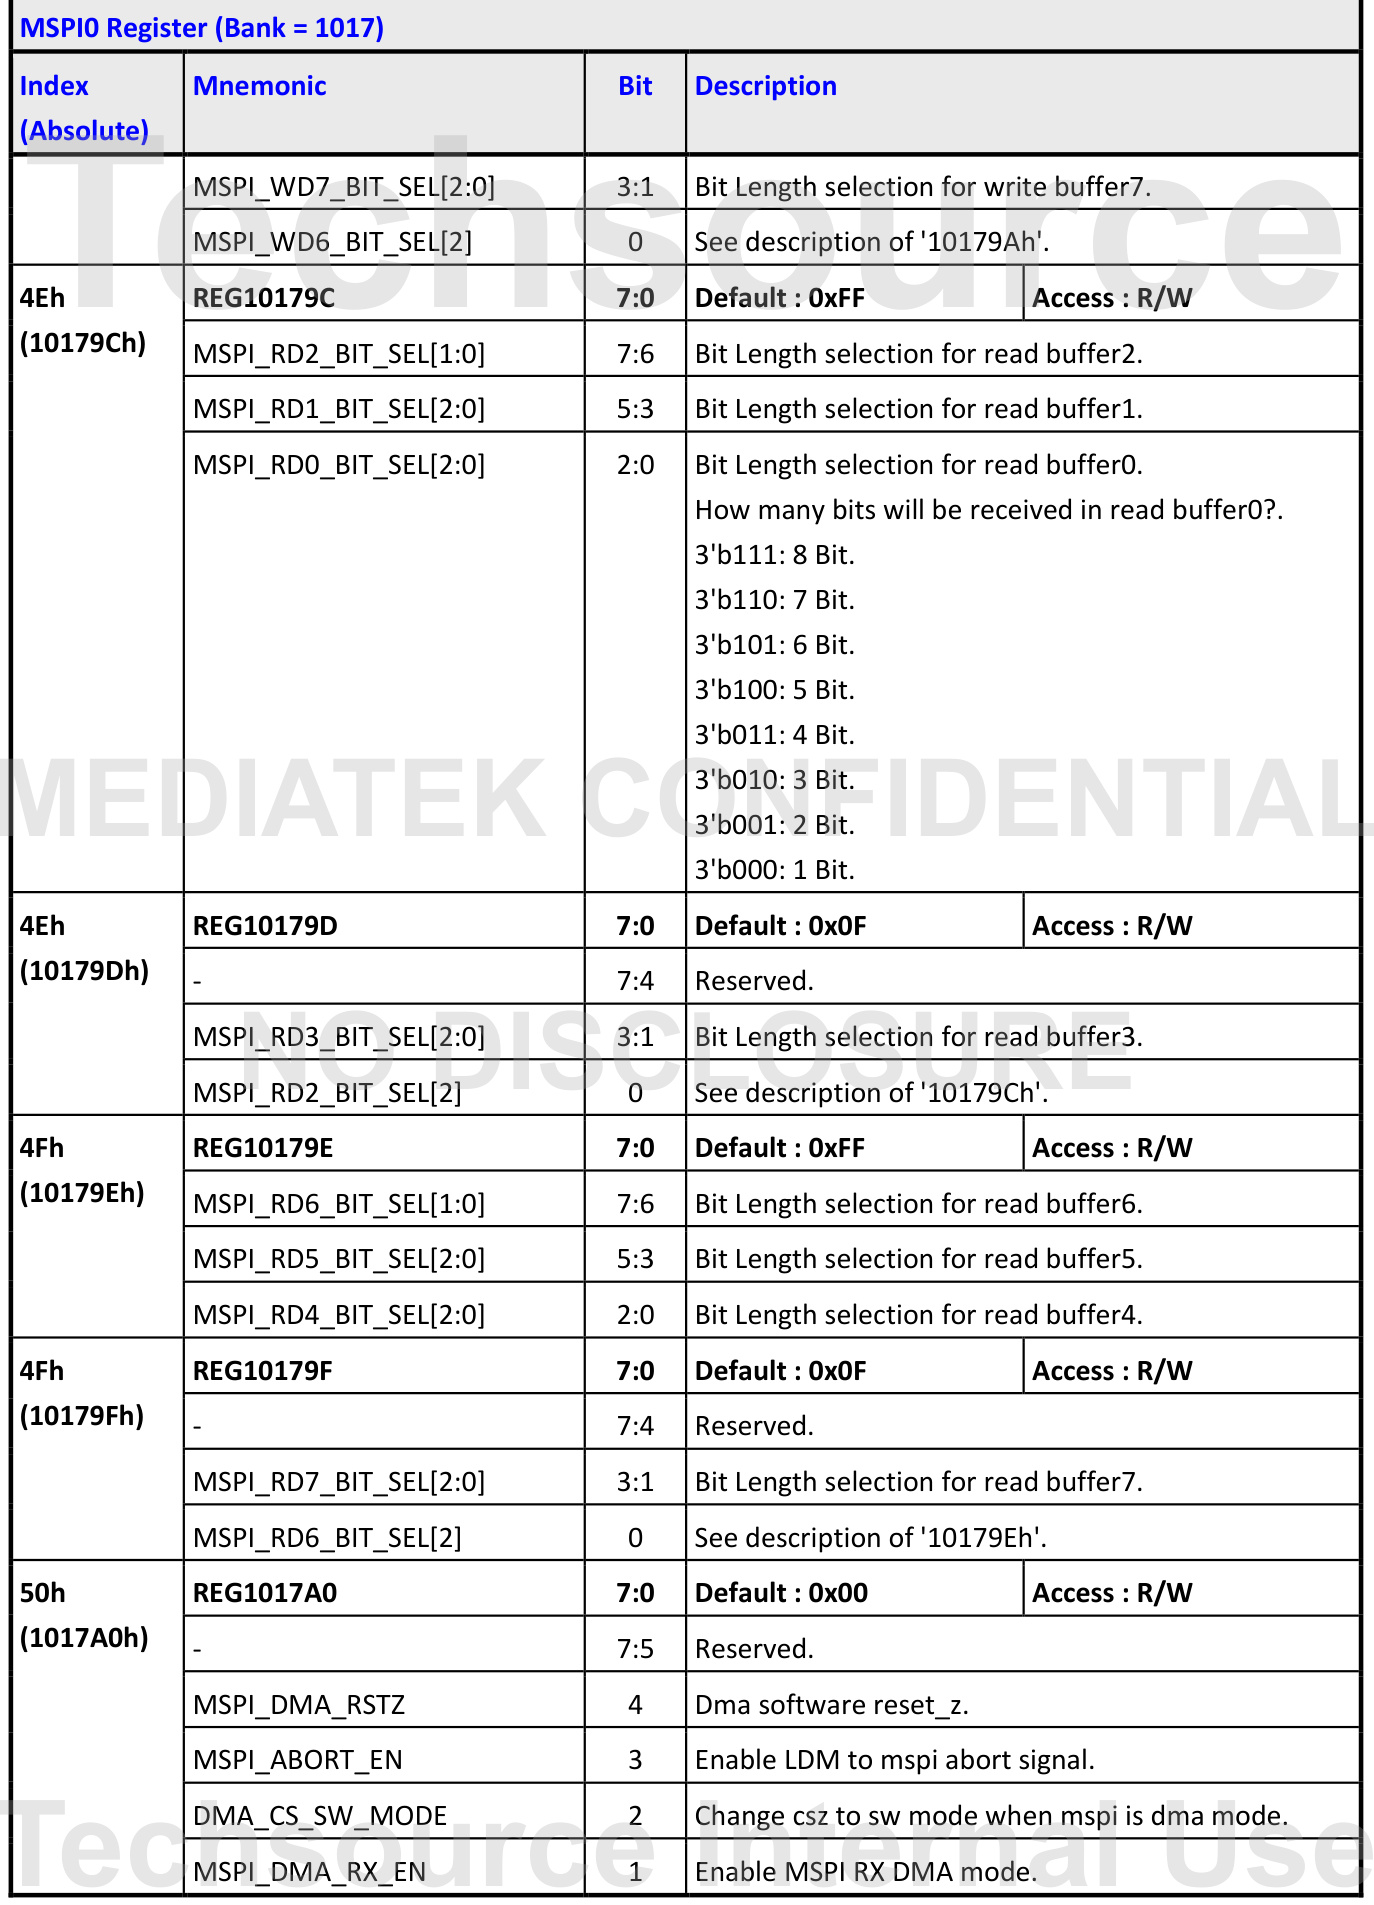 MSPI0 Register (Bank = 1017)
Index (Absolute) Mnemonic Bit Description
MSPI_WD7_BIT_SEL[2:0] 3:1 Bit Length selection for write buffer7.
MSPI_WD6_BIT_SEL[2] 0 See description of '10179Ah'.
Techsource
4Eh REG10179C 7:0 Default : 0xFF Access : R/W
(10179Ch)
MSPI_RD2_BIT_SEL[1:0] 7:6 Bit Length selection for read buffer2.
MSPI_RD1_BIT_SEL[2:0] 5:3 Bit Length selection for read buffer1.
MSPI_RD0_BIT_SEL[2:0] 2:0 Bit Length selection for read buffer0.
How many bits will be received in read buffer0?.
3'b111: 8 Bit.
3'b110: 7 Bit.
3'b101: 6 Bit.
3'b100: 5 Bit.
3'b011: 4 Bit.
3'b010: 3 Bit.
MEDIATEK CONFIDENTIAL
3'b001: 2 Bit.
3'b000: 1 Bit.
4Eh REG10179D 7:0 Default : 0x0F Access : R/W
(10179Dh)
- 7:4 Reserved.
MSPI_RD3_BIT_SEL[2:0] 3:1 Bit Length selection for read buffer3.
NO DISCLOSURE
MSPI_RD2_BIT_SEL[2] 0 See description of '10179Ch'.
4Fh REG10179E 7:0 Default : 0xFF Access : R/W
(10179Eh)
MSPI_RD6_BIT_SEL[1:0] 7:6 Bit Length selection for read buffer6.
MSPI_RD5_BIT_SEL[2:0] 5:3 Bit Length selection for read buffer5.
MSPI_RD4_BIT_SEL[2:0] 2:0 Bit Length selection for read buffer4.
4Fh REG10179F 7:0 Default : 0x0F Access : R/W
(10179Fh)
- 7:4 Reserved.
MSPI_RD7_BIT_SEL[2:0] 3:1 Bit Length selection for read buffer7.
MSPI_RD6_BIT_SEL[2] 0 See description of '10179Eh'.
50h REG1017A0 7:0 Default : 0x00 Access : R/W
(1017A0h)
- 7:5 Reserved.
MSPI_DMA_RSTZ 4 Dma software reset_z.
MSPI_ABORT_EN 3 Enable LDM to mspi abort signal.
DMA_CS_SW_MODE 2 Change csz to sw mode when mspi is dma mode.
Techsource Internal Use
MSPI_DMA_RX_EN 1 Enable MSPI RX DMA mode.